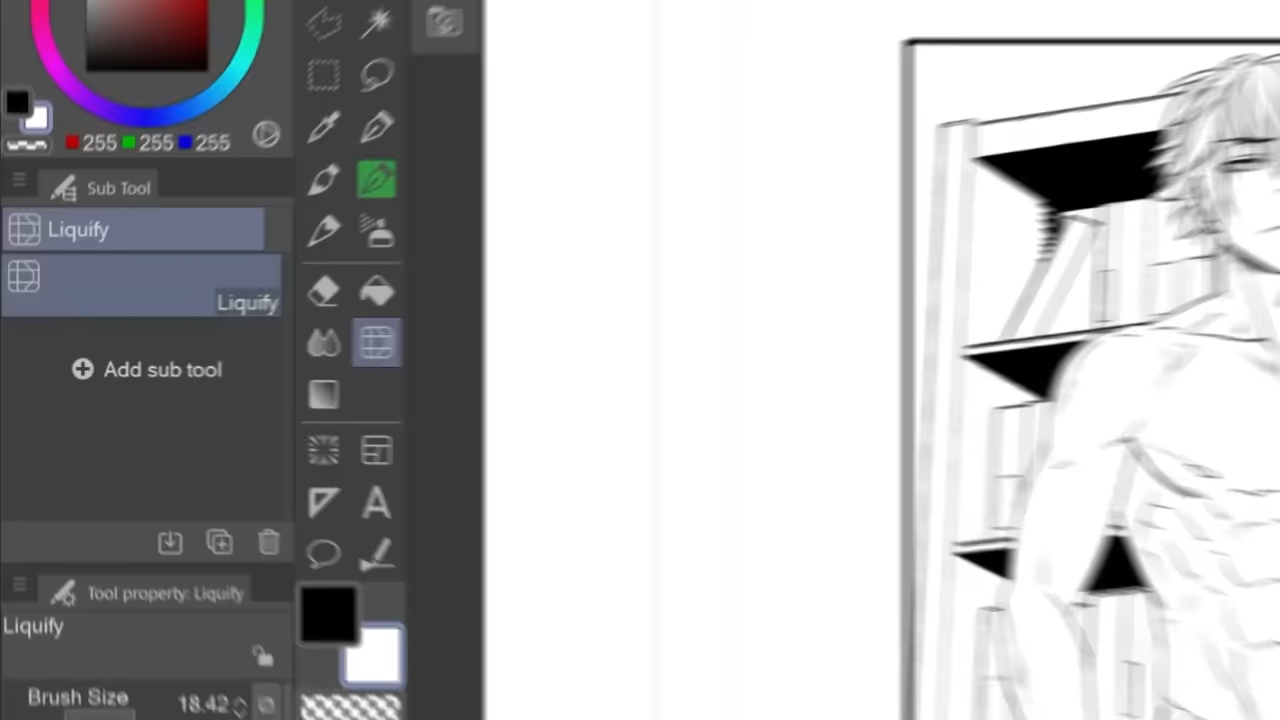 255 255 255
Sub Tool
Liquify
Liquify
Add sub tool
Tool property: Liquify
Liquify
Brush Size 18.42
A